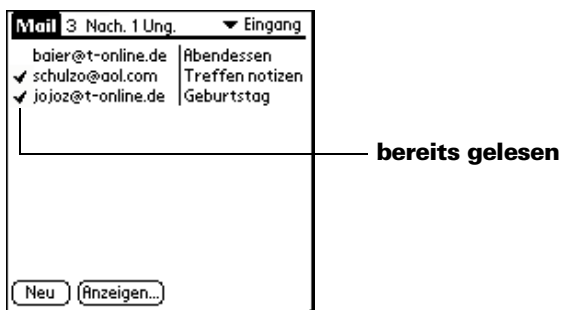 Mail 3 Nach. 1 Ung. Eingang
baier@t-online.de Abendessen
schulzo@aol.com Treffen notizen
jojoz@t-online.de Geburtstag
bereits gelesen
Neu Anzeigen...